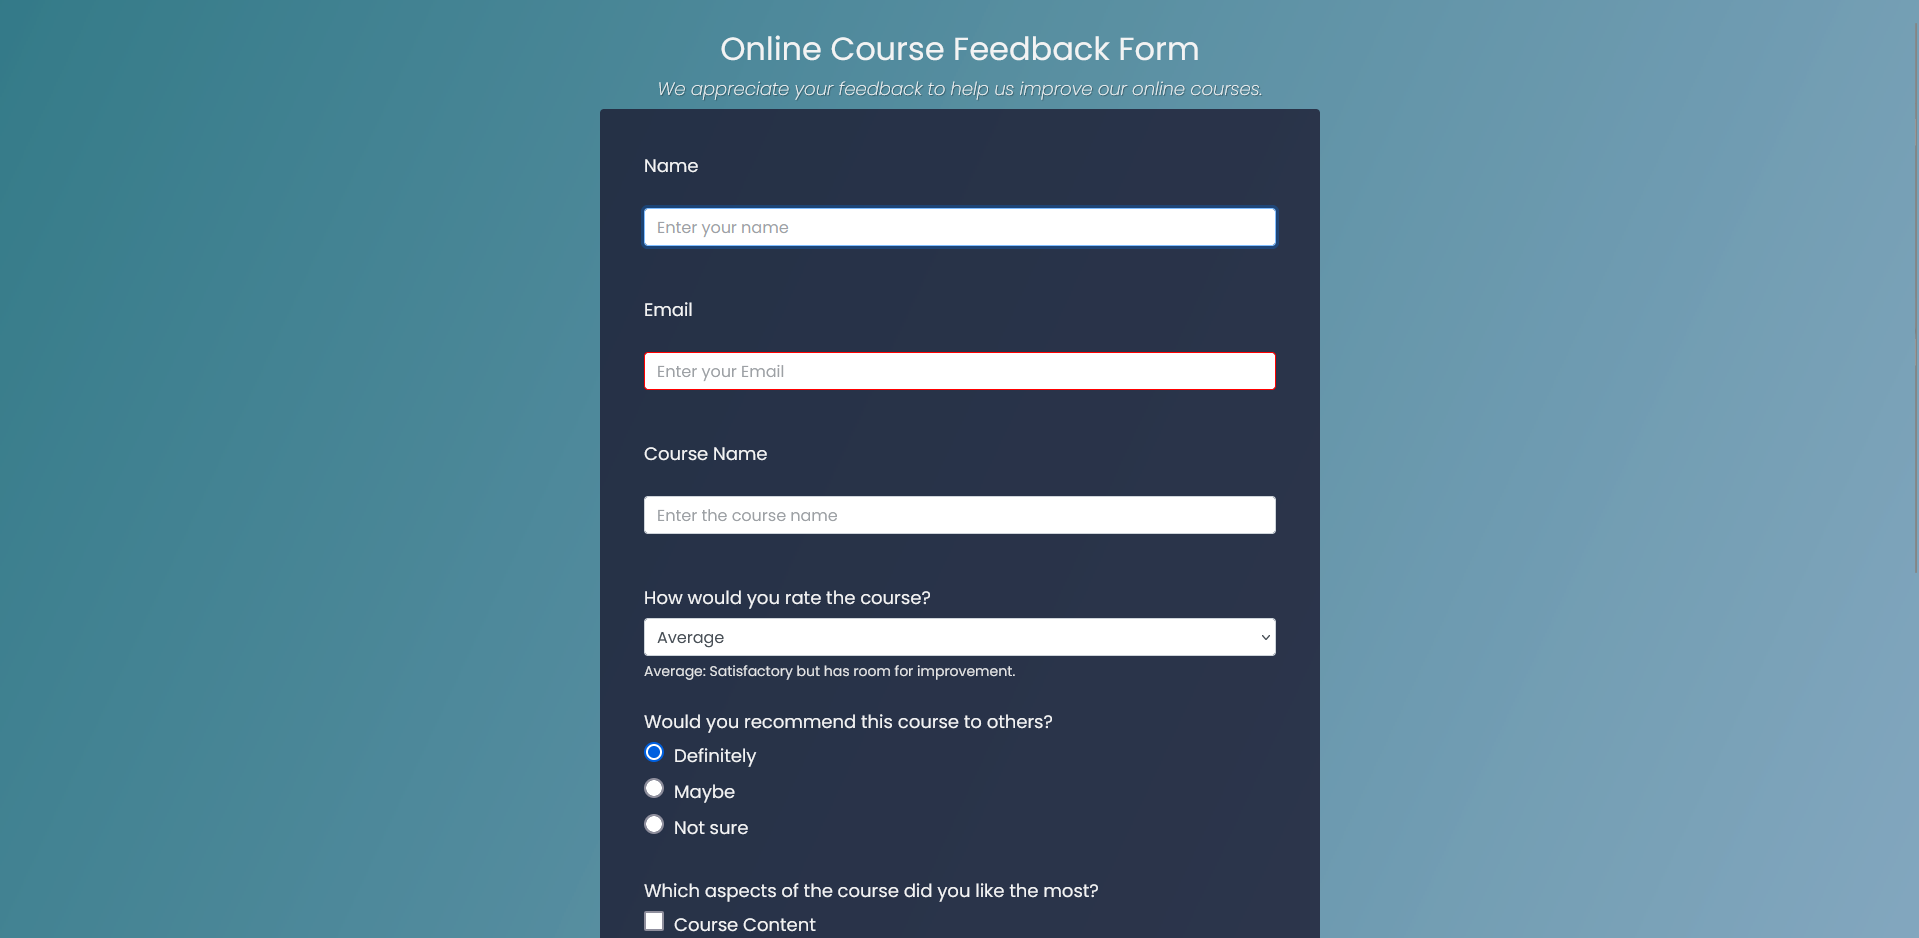 Online Course Feedback Form
We appreciate your feedback to help us improve our online courses.
Name
Enter your name
Email
Enter your Email
Course Name
Enter the course name
How would you rate the course?
Average
Average: Satisfactory but has room for improvement.
Would you recommend this course to others?
Definitely
Maybe
Not sure
Which aspects of the course did you like the most?
Course Content